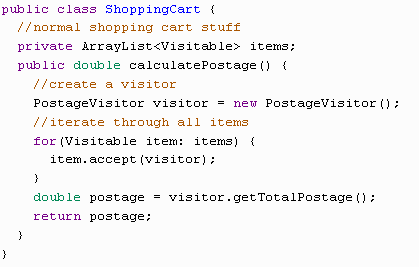 public class ShoppingCart {
//normal shopping cart stuff
private ArrayList<Visitable> items;
public double calculatePostage() {
//create a visitor
PostageVisitor visitor = new PostageVisitor();
//iterate through all items
for(Visitable item: items) {
item.accept(visitor);
}
double postage = visitor.getTotalPostage();
return postage;
}
}